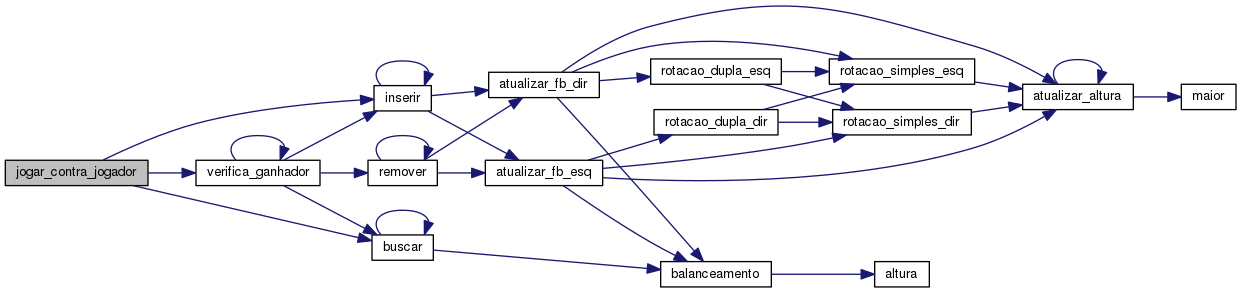 jogar_contra_jogador
verifica_ganhador
inserir
remover
buscar
atualizar_fb_dir
atualizar_fb_esq
rotacao_dupla_esq
rotacao_dupla_dir
balanceamento
rotacao_simples_esq
rotacao_simples_dir
altura
atualizar_altura
maior